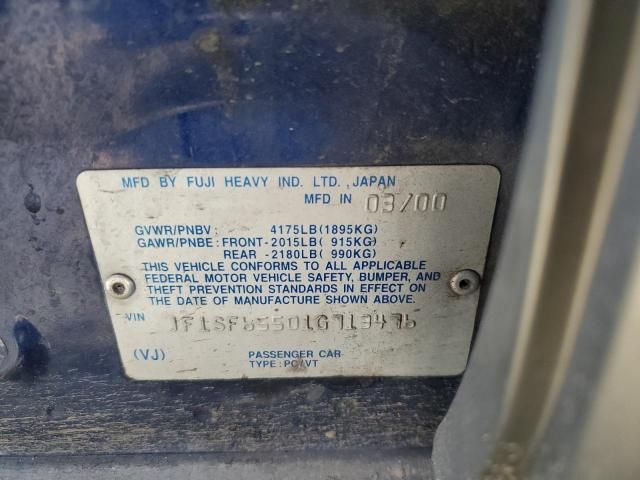 MFD BY FUJI HEAVY IND. LTD.,JAPAN
MFD IN 03/00
GVWR/PNBV: 4175LB(1895KG)
GAWR/PNBE:FRONT-2015LB( 915KG)
REAR -2180LB( 990KG)
THIS VEHICLE CONFORMS TO ALL APPLICABLE
FEDERAL MOTOR VEHICLE SAFETY, BUMPER, AND
THEFT PREVENTION STANDARDS IN EFFECT ON
THE DATE OF MANUFACTURE SHOWN ABOVE.
VIN
(VJ) PASSENGER CAR
TYPE:PC/VT